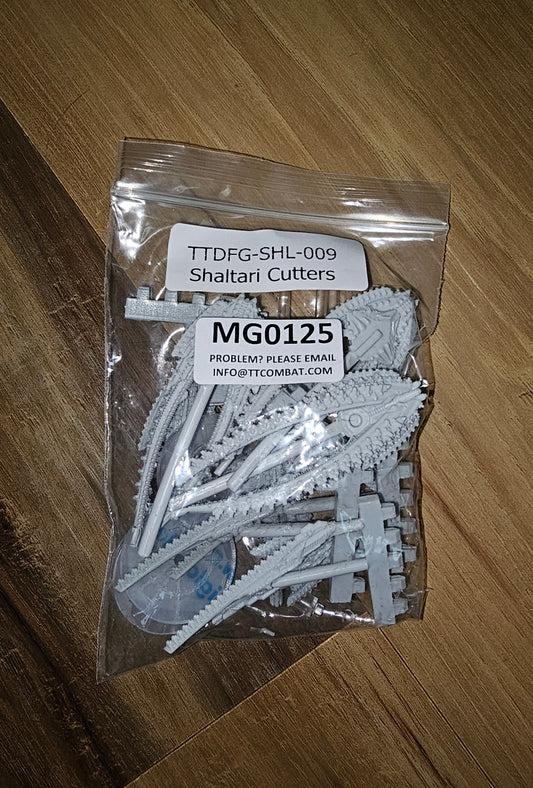 TTDFG-SHL-009
Shaltari Cutters
MG0125
PROBLEM? PLEASE EMAIL
INFO@TTCOMBAT.COM